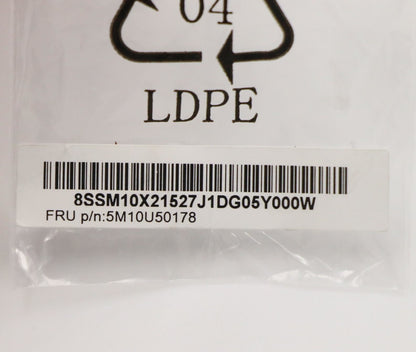 04
LDPE
8SSM10X21527J1DG05Y000W
FRU p/n:5M10U50178